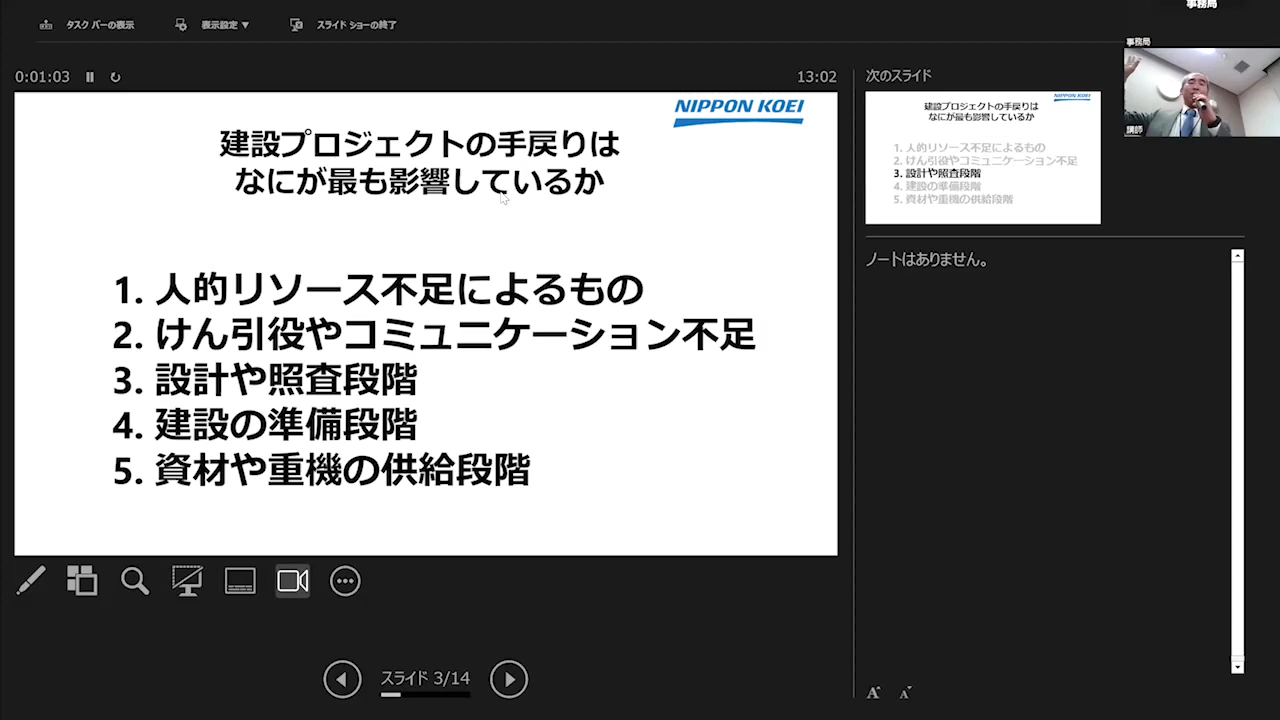 事務局
タスク バーの表示
表示設定 ▼
スライド ショーの終了
事務局
0:01:03
13:02
次のスライド
NIPPON KOEI
建設プロジェクトの手戻りは
なにが最も影響しているか
1. 人的リソース不足によるもの
2. けん引役やコミュニケーション不足
3. 設計や照査段階
4. 建設の準備段階
5. 資材や重機の供給段階
NIPPON KOEI
建設プロジェクトの手戻りは
なにが最も影響しているか
1. 人的リソース不足によるもの
2. けん引役やコミュニケーション不足
3. 設計や照査段階
4. 建設の準備段階
5. 資材や重機の供給段階
講師
ノートはありません。
スライド 3/14
A A